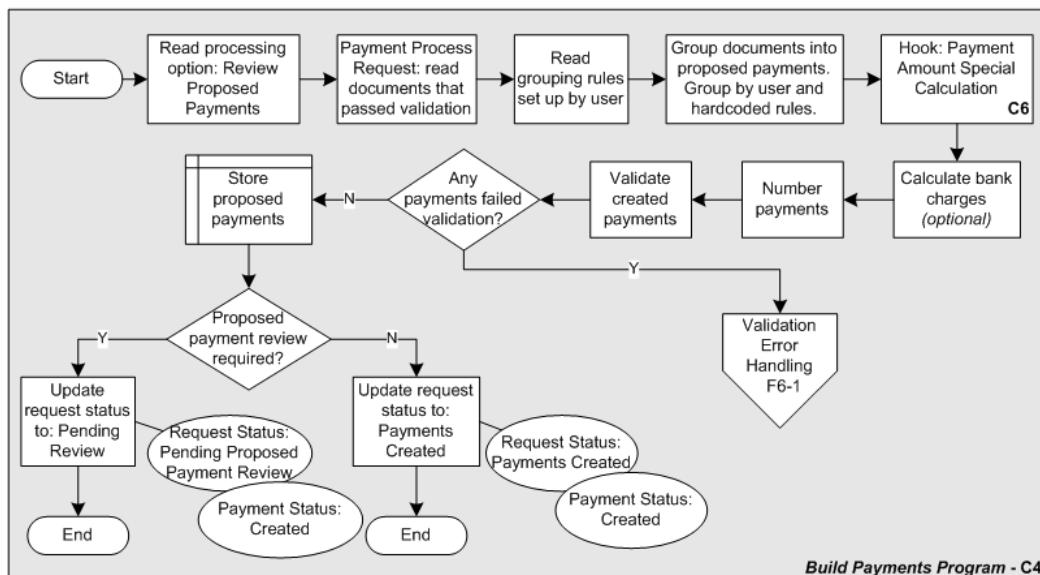 Start
Read processing
option: Review
Proposed
Payments
Payment Process
Request: read
documents that
passed validation
Read
grouping rules
set up by user
Group documents into
proposed payments.
Group by user and
hardcoded rules.
Hook: Payment
Amount Special
Calculation
C6
Calculate bank
charges
(optional)
Number
payments
Validate
created
payments
Any
payments failed
validation?
N
Store
proposed
payments
Y
Validation
Error
Handling
F6-1
Proposed
payment review
required?
Y
N
Update
request status
to: Pending
Review
Request Status:
Pending Proposed
Payment Review
Payment Status:
Created
End
Update request
status to:
Payments
Created
Request Status:
Payments Created
Payment Status:
Created
End
Build Payments Program - C4